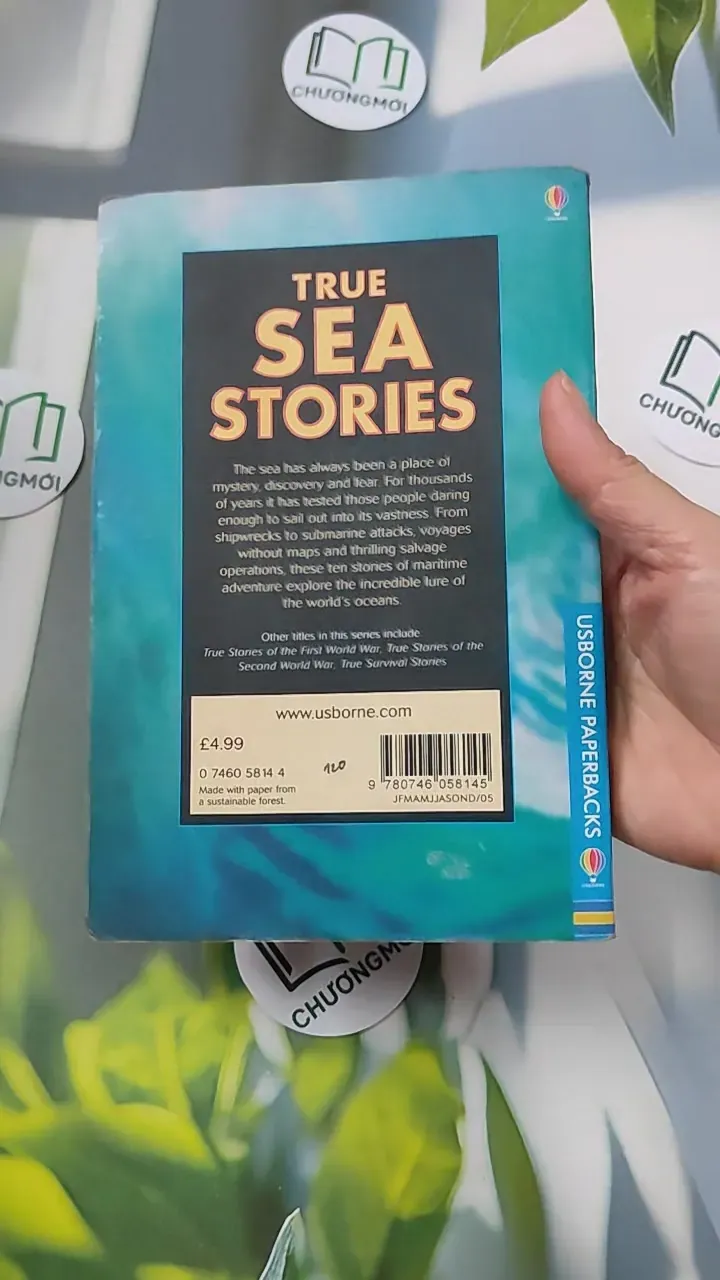 CHƯƠNGMỚI
TRUE
SEA
STORIES
CHƯƠNG
The sea has always been a place of
mystery, discovery and fear. For thousands
of years it has tested those people daring
enough to sail out into its vastness. From
shipwrecks to submarine attacks, voyages
without maps and thrilling salvage
operations, these ten stories of maritime
adventure explore the incredible lure of
the world's oceans.
NGMỚI
Other titles in this series include
True Stories of the First World War, True Stories of the
Second World War, True Survival Stories
www.usborne.com
£4.99
0 7460 5814 4
120
Made with paper from
a sustainable forest.
9 780746 058145
JFMAMJJASOND/05
USBORNE PAPERBACKS
CHƯƠNGM